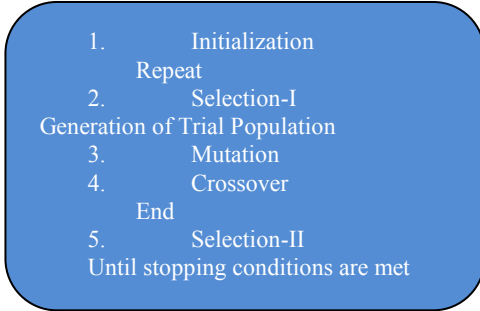 1. Initialization
Repeat
2. Selection-I
Generation of Trial Population
3. Mutation
4. Crossover
End
5. Selection-II
Until stopping conditions are met